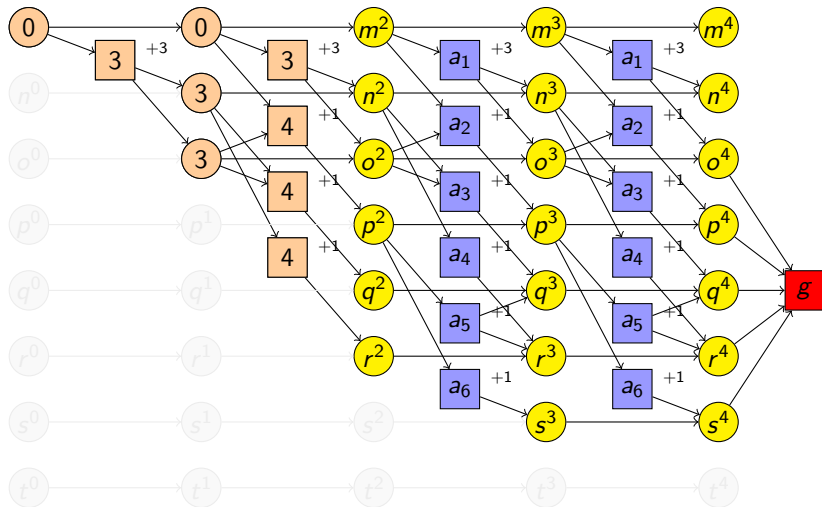 0 0 m² m³ m⁴
3 +3 3 +3 a₁ +3 a₁ +3
n⁰ 3 n² n³ n⁴
4 +1 a₂ +1 a₂ +1
o⁰ 3 o² o³ o⁴
4 +1 a₃ +1 a₃ +1
p⁰ p¹ p² p³ p⁴
4 +1 a₄ a₄
q⁰ q¹ q² q³ q⁴ g
a₅ +1 a₅ +1
r⁰ r¹ r² r³ r⁴
a₆ +1 a₆ +1
s⁰ s¹ s² s³ s⁴
t⁰ t¹ t² t³ t⁴